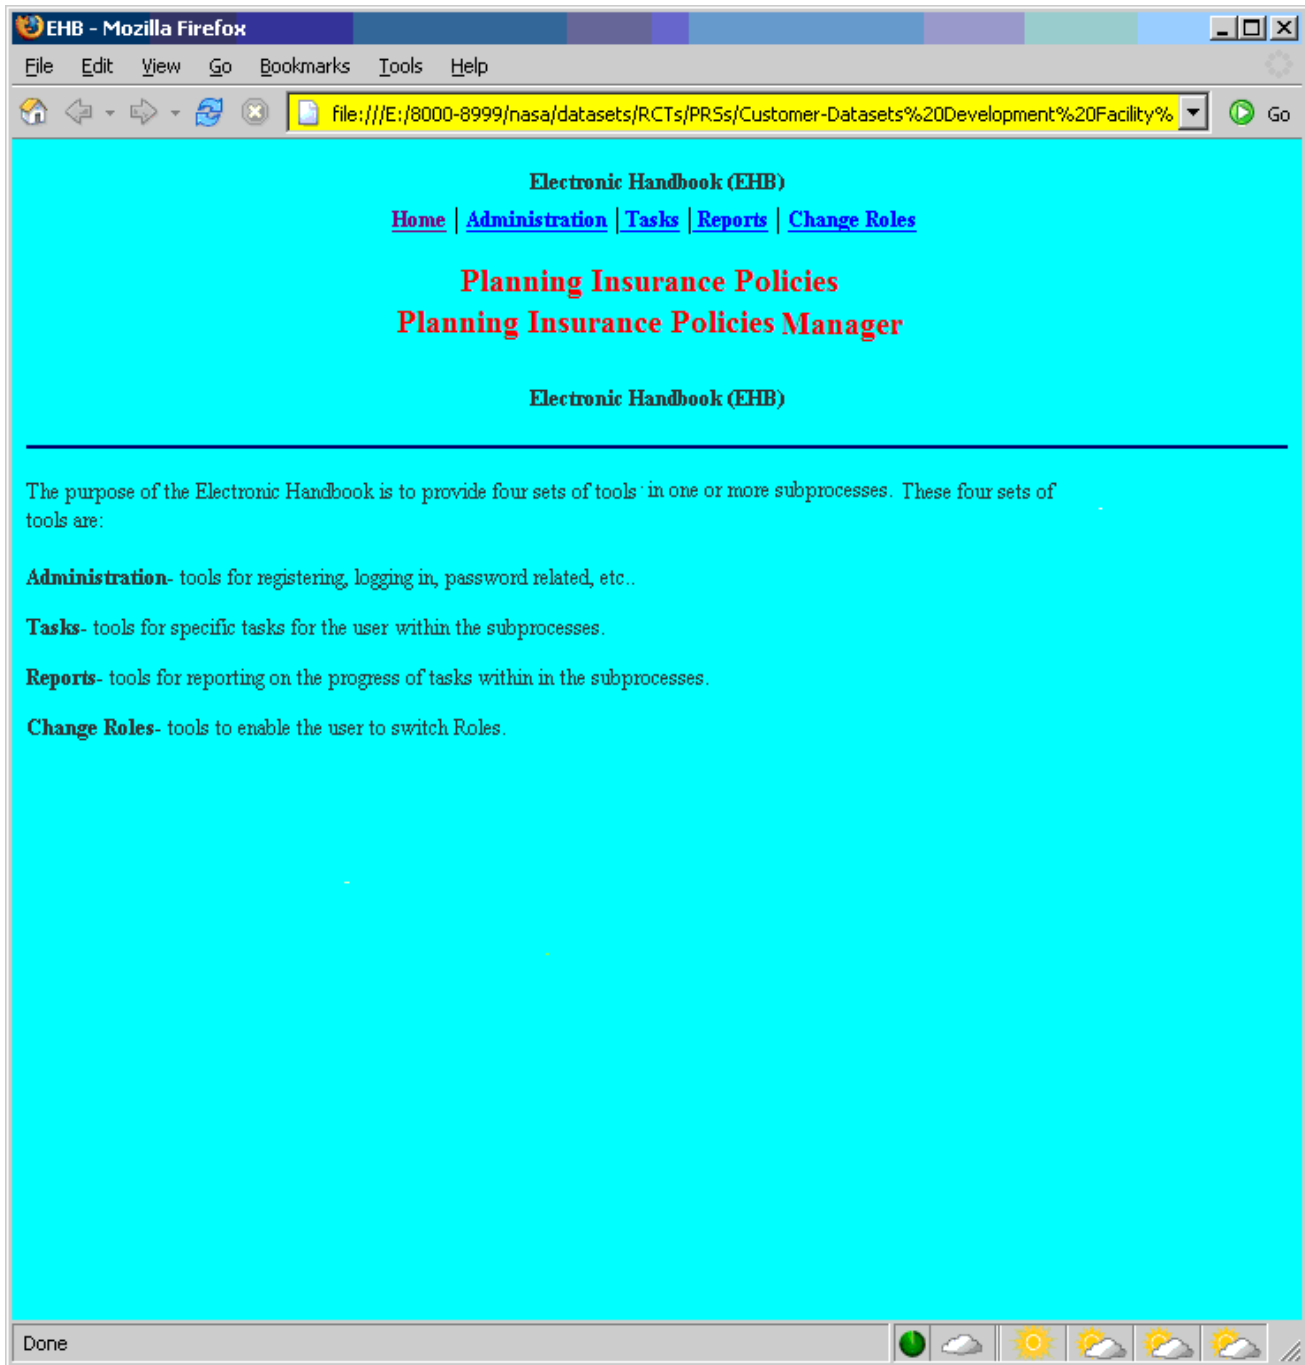 EHB - Mozilla Firefox
File Edit View Go Bookmarks Tools Help
file:///E:/8000-8999/nasa/datasets/RCTs/PRSs/Customer-Datasets%20Development%20Facility% Go
Electronic Handbook (EHB)
Home | Administration | Tasks | Reports | Change Roles
Planning Insurance Policies
Planning Insurance Policies Manager
Electronic Handbook (EHB)
The purpose of the Electronic Handbook is to provide four sets of tools in one or more subprocesses. These four sets of
tools are:
Administration- tools for registering, logging in, password related, etc..
Tasks- tools for specific tasks for the user within the subprocesses.
Reports- tools for reporting on the progress of tasks within in the subprocesses.
Change Roles- tools to enable the user to switch Roles.
Done